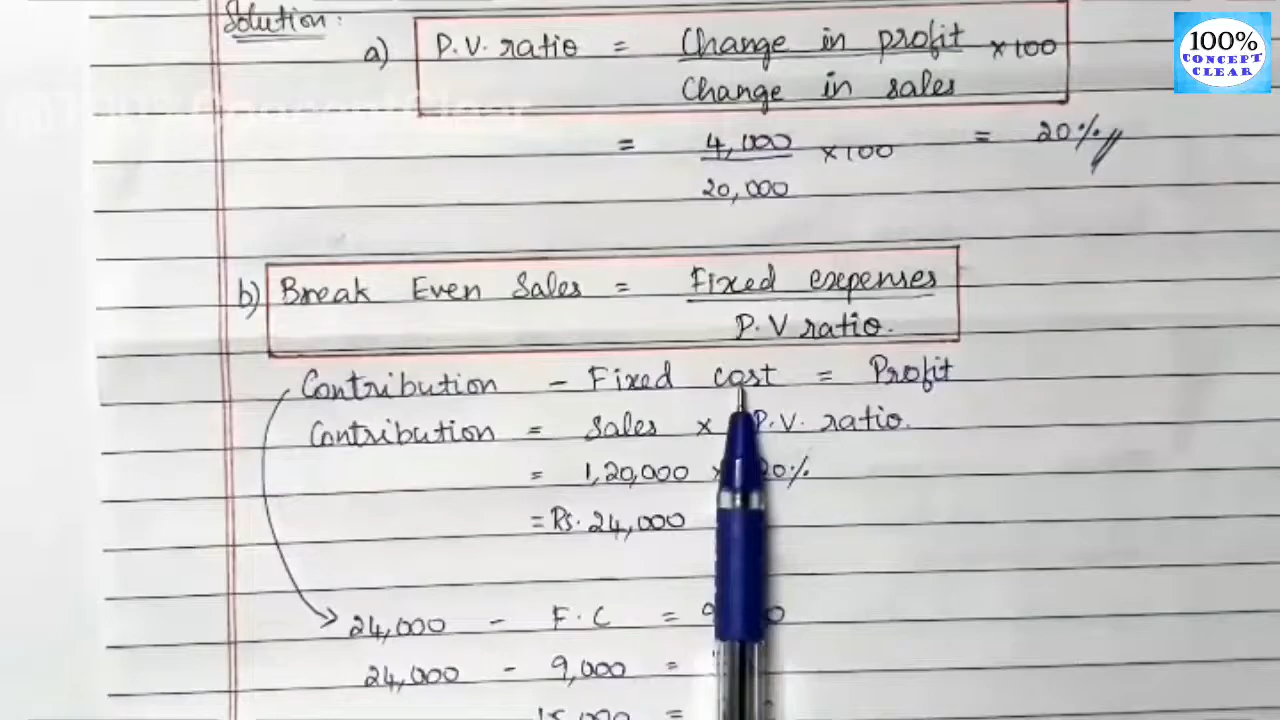 Solution:
a) P.V. ratio = Change in profit × 100
Change in sales
= 4,000 × 100 = 20%
20,000
b) Break Even Sales = Fixed expenses
P.V ratio.
Contribution - Fixed cost = Profit
Contribution = Sales × P.V. ratio.
= 1,20,000 × 20%
= Rs. 24,000
24,000 - F.C =
24,000 - 9,000 =
=
100%
CONCEPT
CLEAR